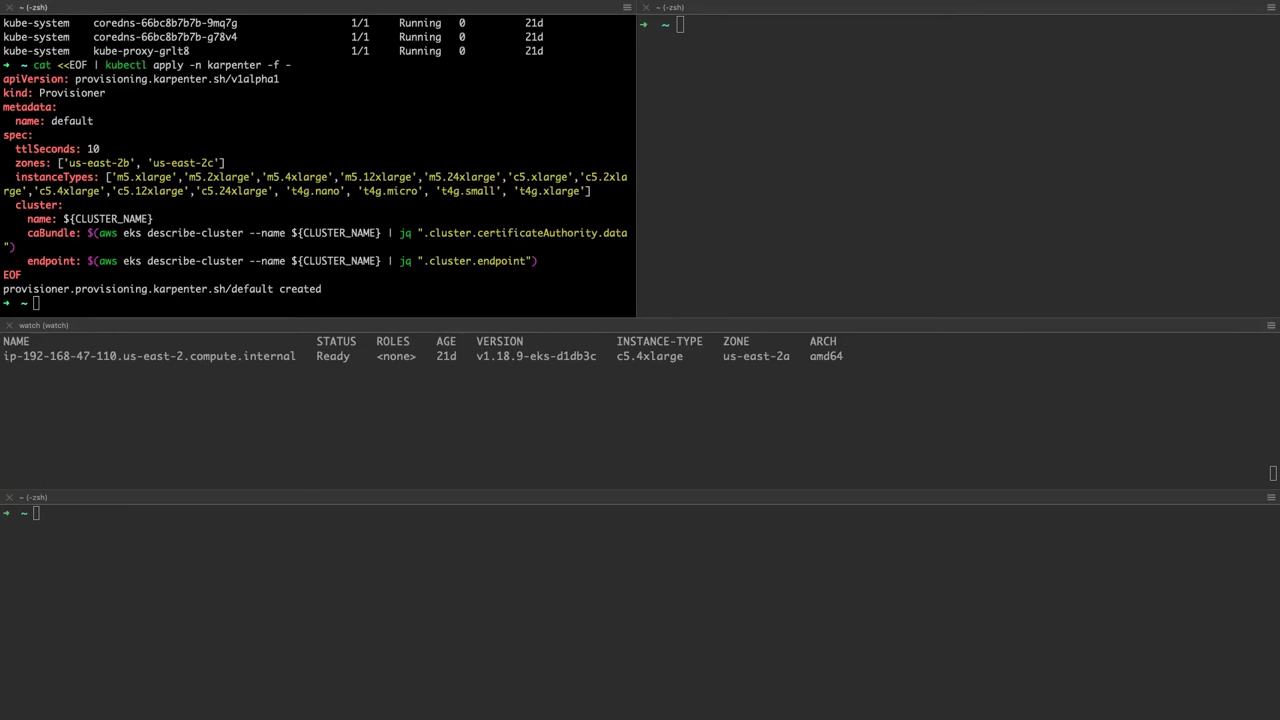 ~ (-zsh)
kube-system    coredns-66bc8b7b7b-9mq7g    1/1    Running    0    21d
kube-system    coredns-66bc8b7b7b-g78v4    1/1    Running    0    21d
kube-system    kube-proxy-grlt8    1/1    Running    0    21d
➜ ~ cat <<EOF | kubectl apply -n karpenter -f -
apiVersion: provisioning.karpenter.sh/v1alpha1
kind: Provisioner
metadata:
  name: default
spec:
  ttlSeconds: 10
  zones: ['us-east-2b', 'us-east-2c']
  instanceTypes: ['m5.xlarge','m5.2xlarge','m5.4xlarge','m5.12xlarge','m5.24xlarge','c5.xlarge','c5.2xla
rge','c5.4xlarge','c5.12xlarge','c5.24xlarge', 't4g.nano', 't4g.micro', 't4g.small', 't4g.xlarge']
  cluster:
    name: ${CLUSTER_NAME}
    caBundle: $(aws eks describe-cluster --name ${CLUSTER_NAME} | jq ".cluster.certificateAuthority.data
")
    endpoint: $(aws eks describe-cluster --name ${CLUSTER_NAME} | jq ".cluster.endpoint")
EOF
provisioner.provisioning.karpenter.sh/default created
➜ ~
~ (-zsh)
➜ ~
watch (watch)
NAME    STATUS    ROLES    AGE    VERSION    INSTANCE-TYPE    ZONE    ARCH
ip-192-168-47-110.us-east-2.compute.internal    Ready    <none>    21d    v1.18.9-eks-d1db3c    c5.4xlarge    us-east-2a    amd64
~ (-zsh)
➜ ~